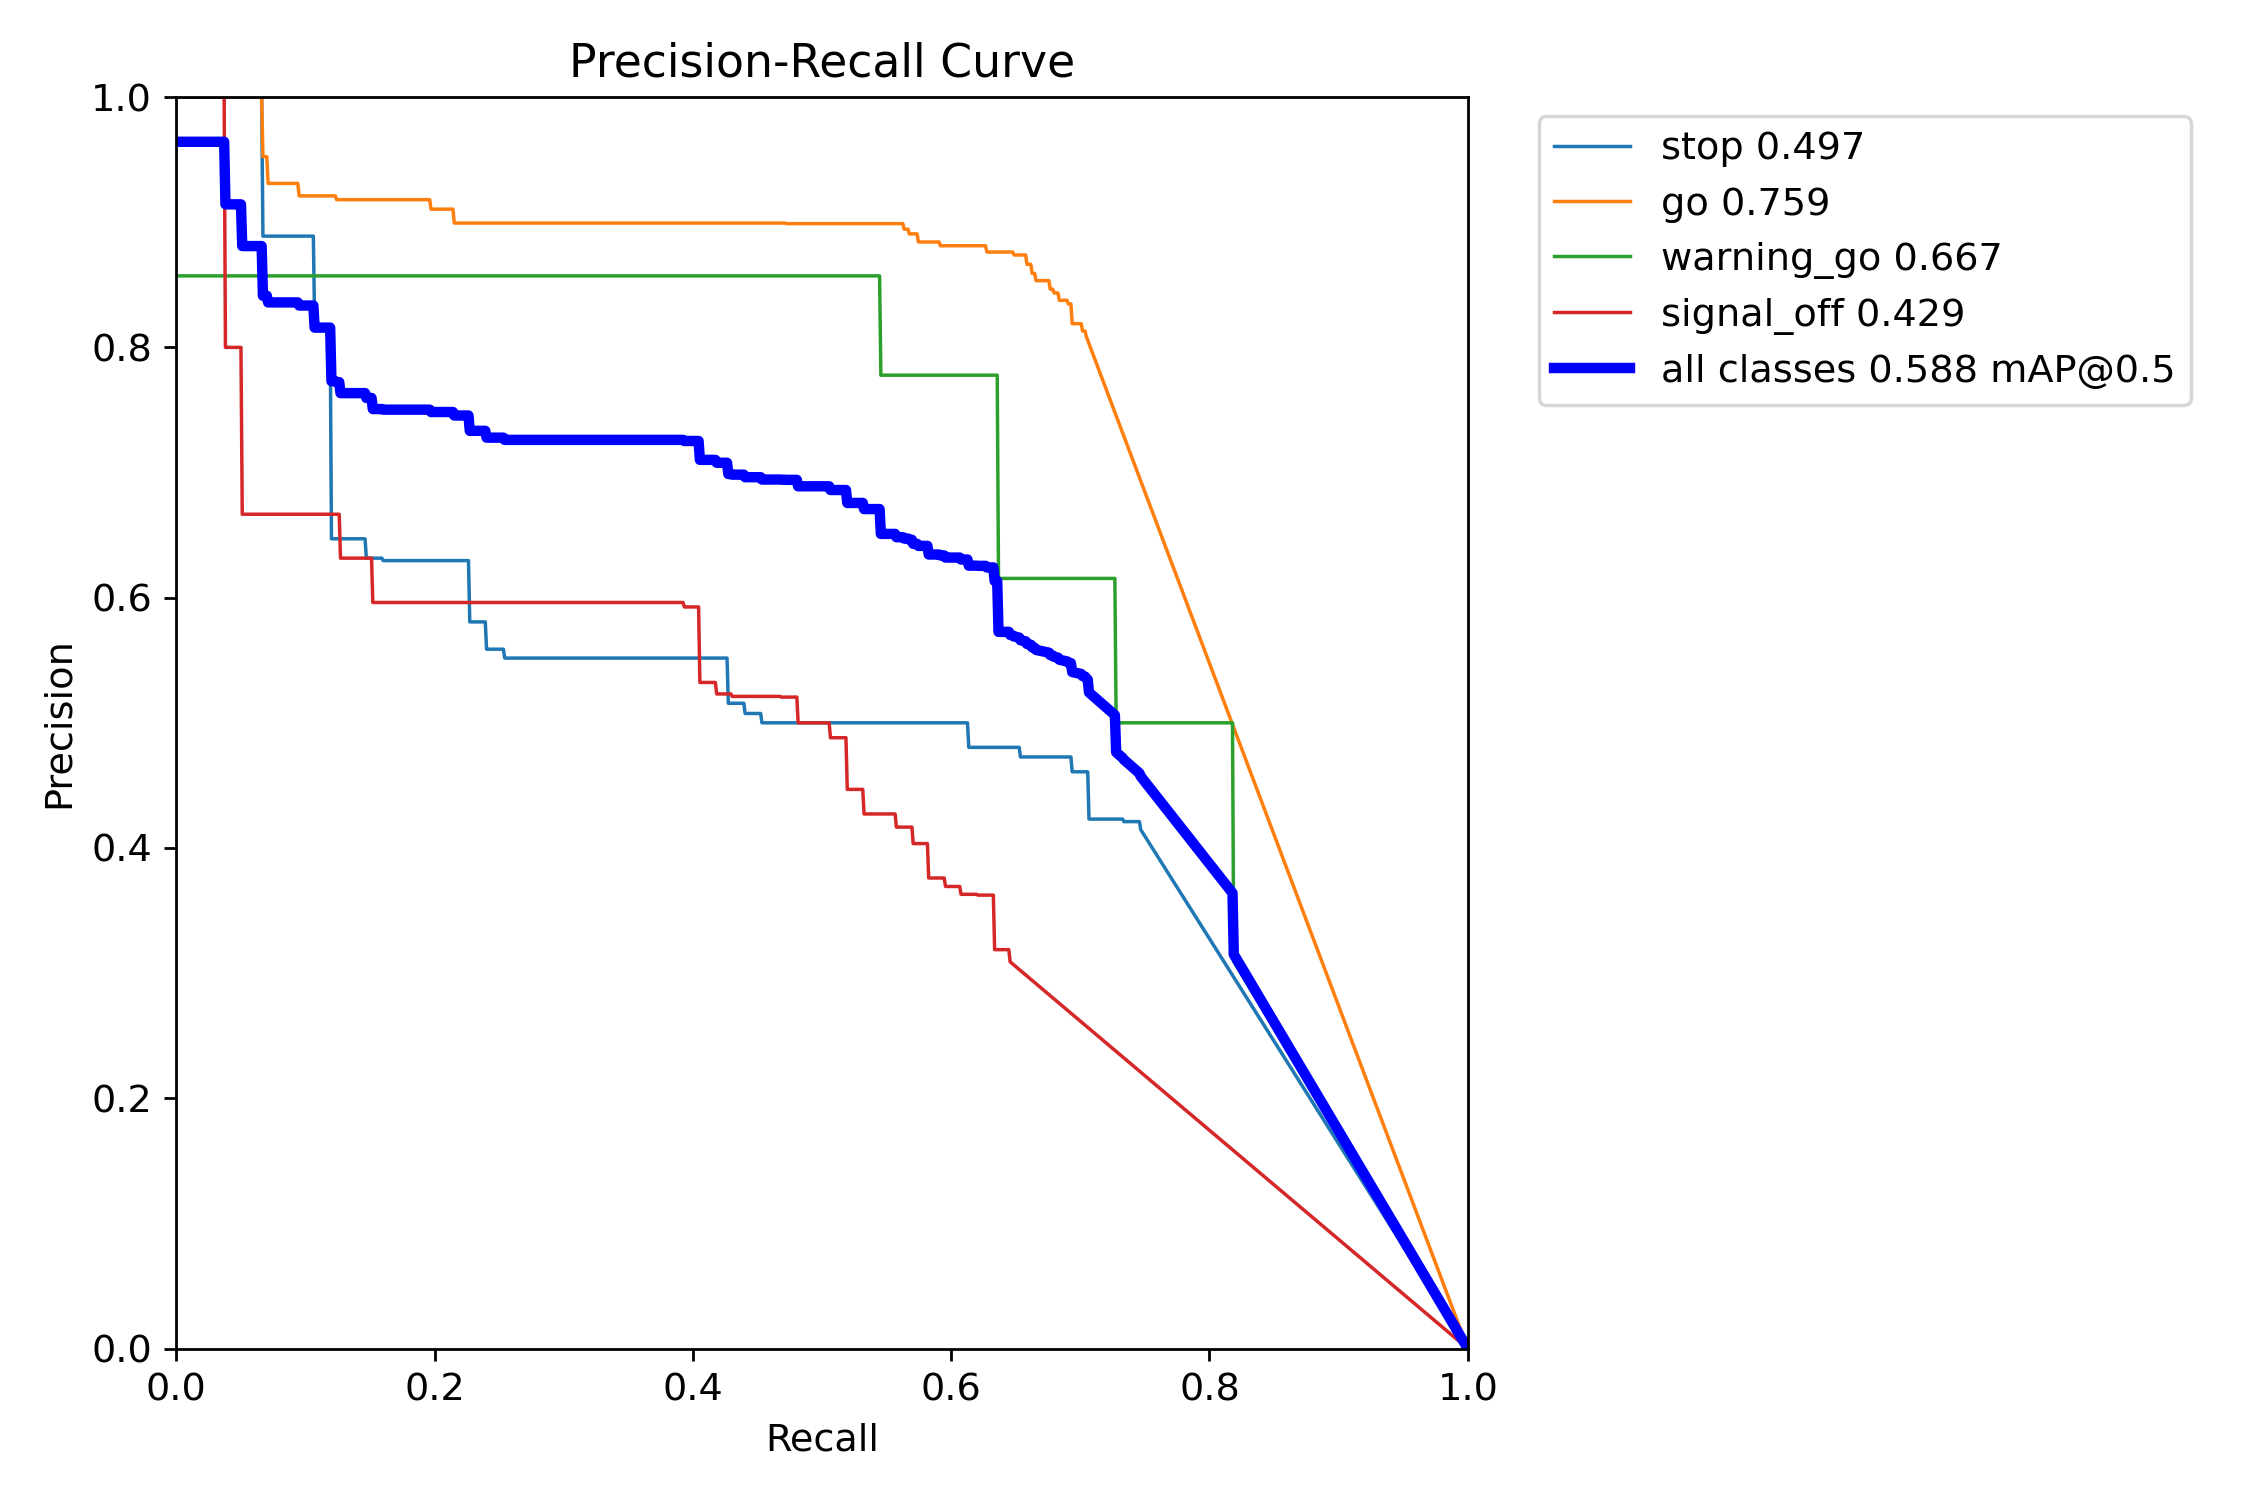 Precision-Recall Curve
1.0
0.8
0.6
0.4
0.2
0.0
Precision
0.0 0.2 0.4 0.6 0.8 1.0
Recall
stop 0.497
go 0.759
warning_go 0.667
signal_off 0.429
all classes 0.588 mAP@0.5